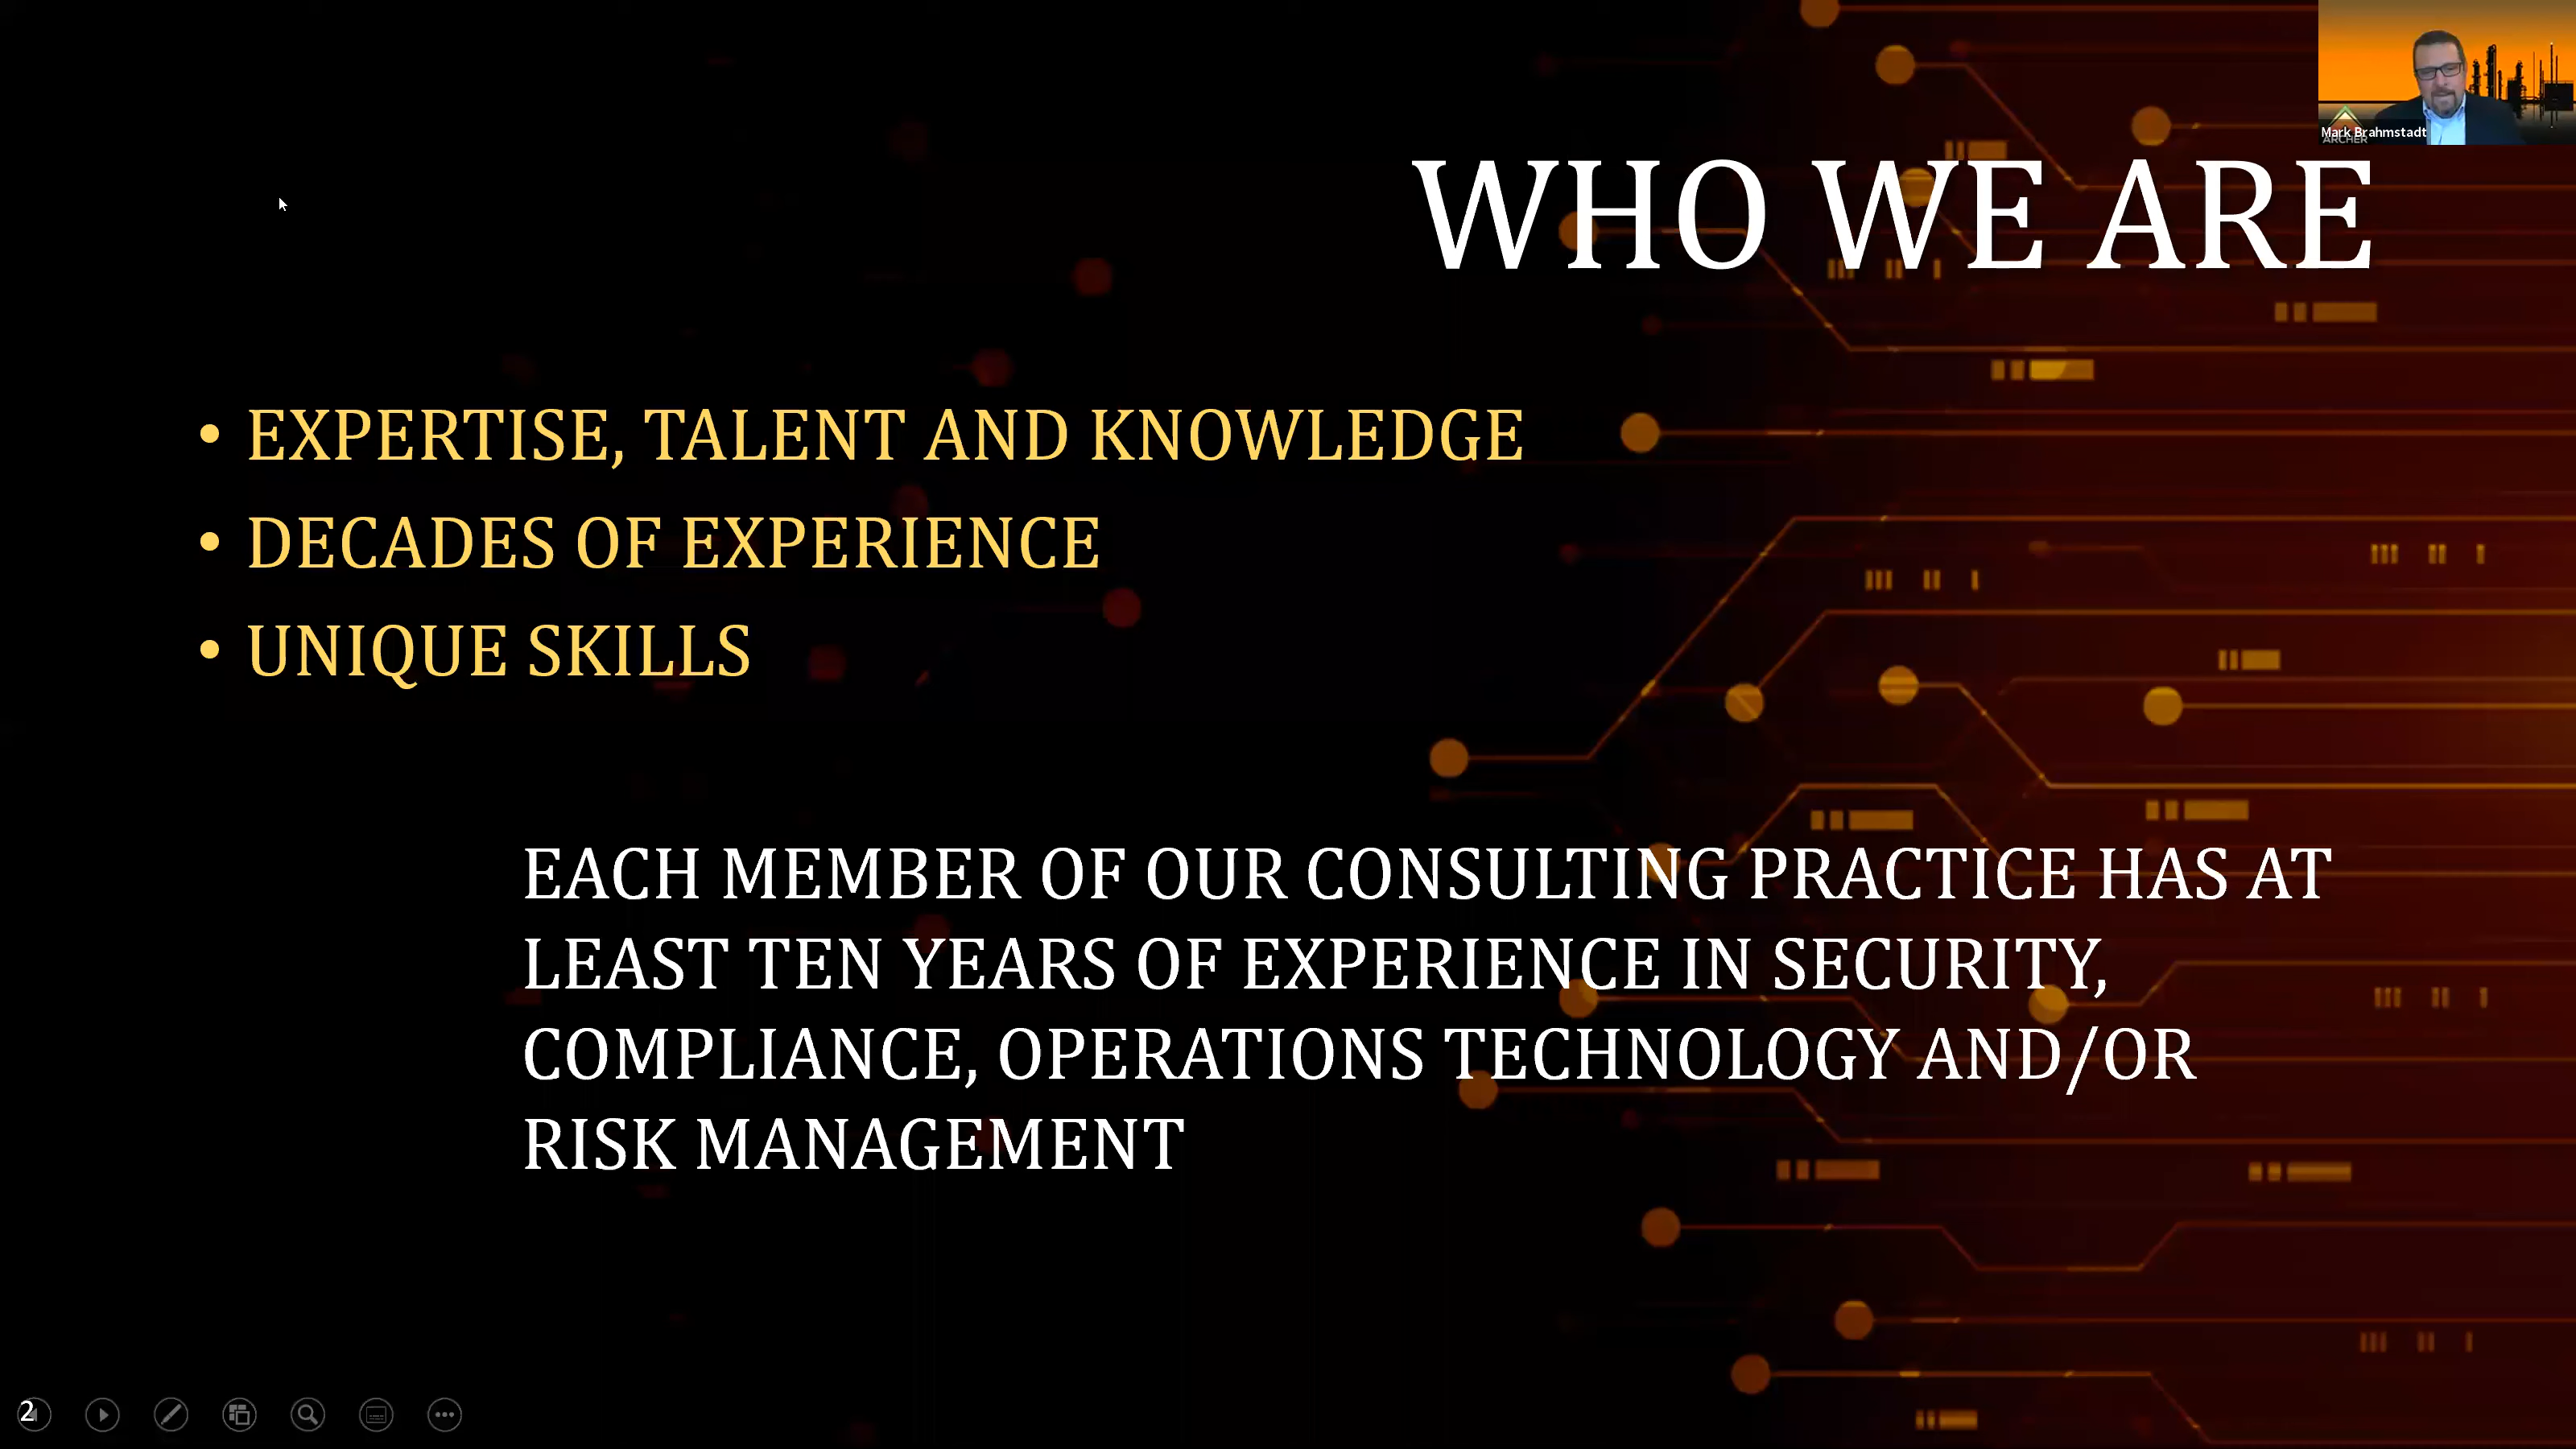 Mark Brahmstadt
ARCHER
WHO WE ARE
• EXPERTISE, TALENT AND KNOWLEDGE
• DECADES OF EXPERIENCE
• UNIQUE SKILLS
EACH MEMBER OF OUR CONSULTING PRACTICE HAS AT
LEAST TEN YEARS OF EXPERIENCE IN SECURITY,
COMPLIANCE, OPERATIONS TECHNOLOGY AND/OR
RISK MANAGEMENT
2